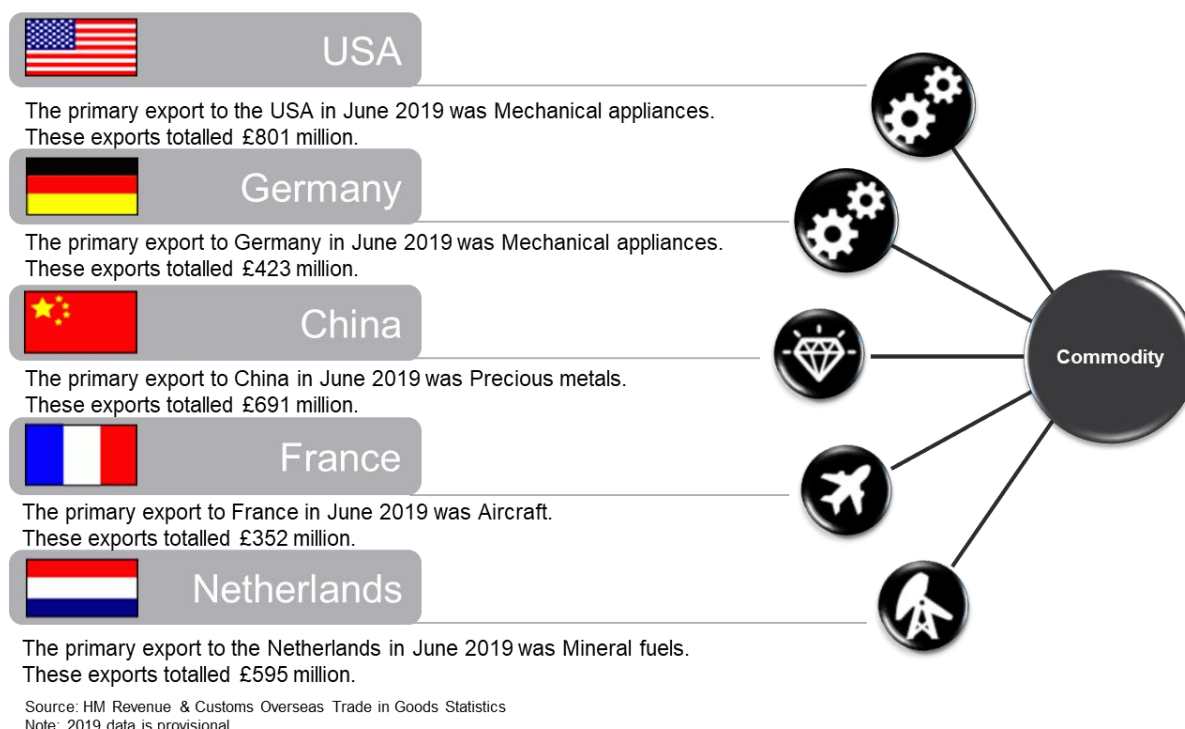 USA
The primary export to the USA in June 2019 was Mechanical appliances.
These exports totalled £801 million.
Germany
The primary export to Germany in June 2019 was Mechanical appliances.
These exports totalled £423 million.
China
The primary export to China in June 2019 was Precious metals.
These exports totalled £691 million.
France
The primary export to France in June 2019 was Aircraft.
These exports totalled £352 million.
Netherlands
The primary export to the Netherlands in June 2019 was Mineral fuels.
These exports totalled £595 million.
Commodity
Source: HM Revenue & Customs Overseas Trade in Goods Statistics
Note: 2019 data is provisional